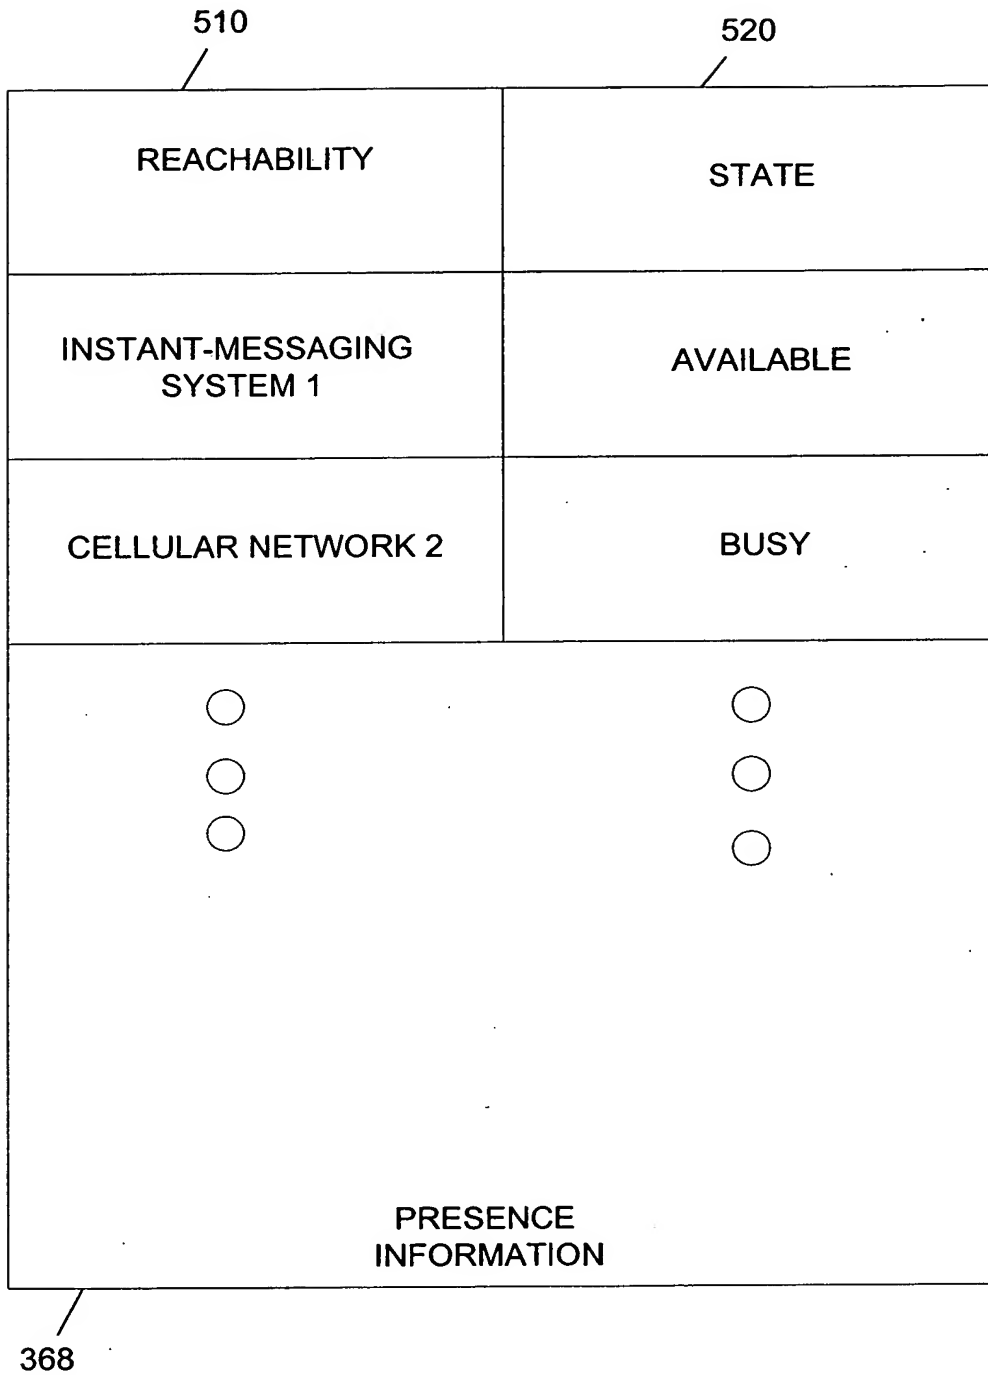 510
520
REACHABILITY
STATE
INSTANT-MESSAGING
SYSTEM 1
AVAILABLE
CELLULAR NETWORK 2
BUSY
PRESENCE
INFORMATION
368